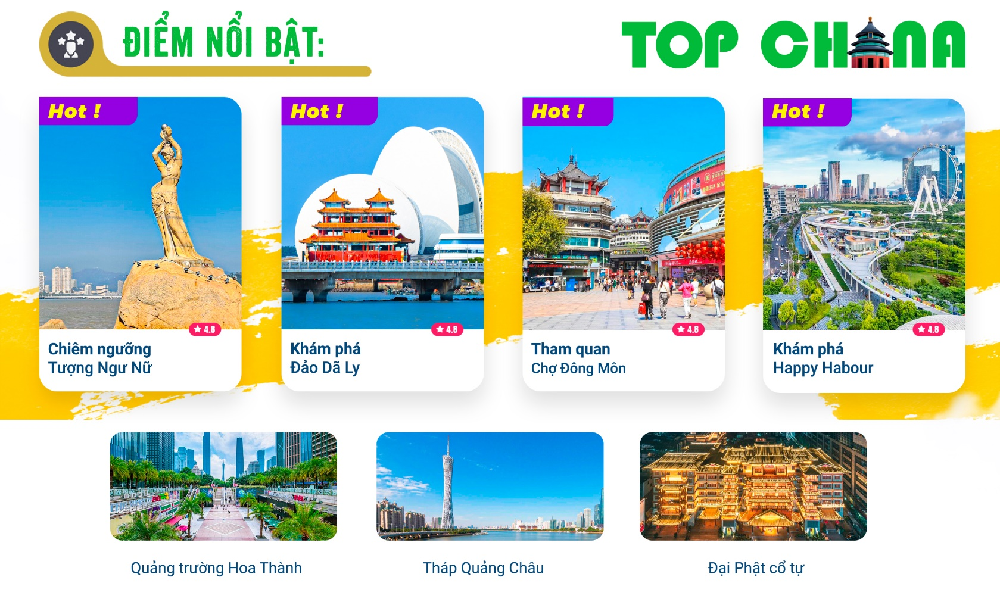 ĐIỂM NỔI BẬT:
TOP CHINA
Hot !
Hot !
Hot !
Hot !
4.8
4.8
4.8
4.8
Chiêm ngưỡng
Tượng Ngư Nữ
Khám phá
Đảo Dã Ly
Tham quan
Chợ Đông Môn
Khám phá
Happy Habour
Quảng trường Hoa Thành
Tháp Quảng Châu
Đại Phật cổ tự